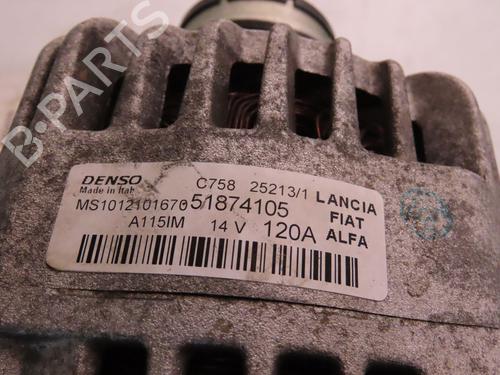 B-PARTS
DENSO C758 25213/1 LANCIA
Made in Italy
MS1012101670 51874105 FIAT
A115IM 14 V 120A ALFA